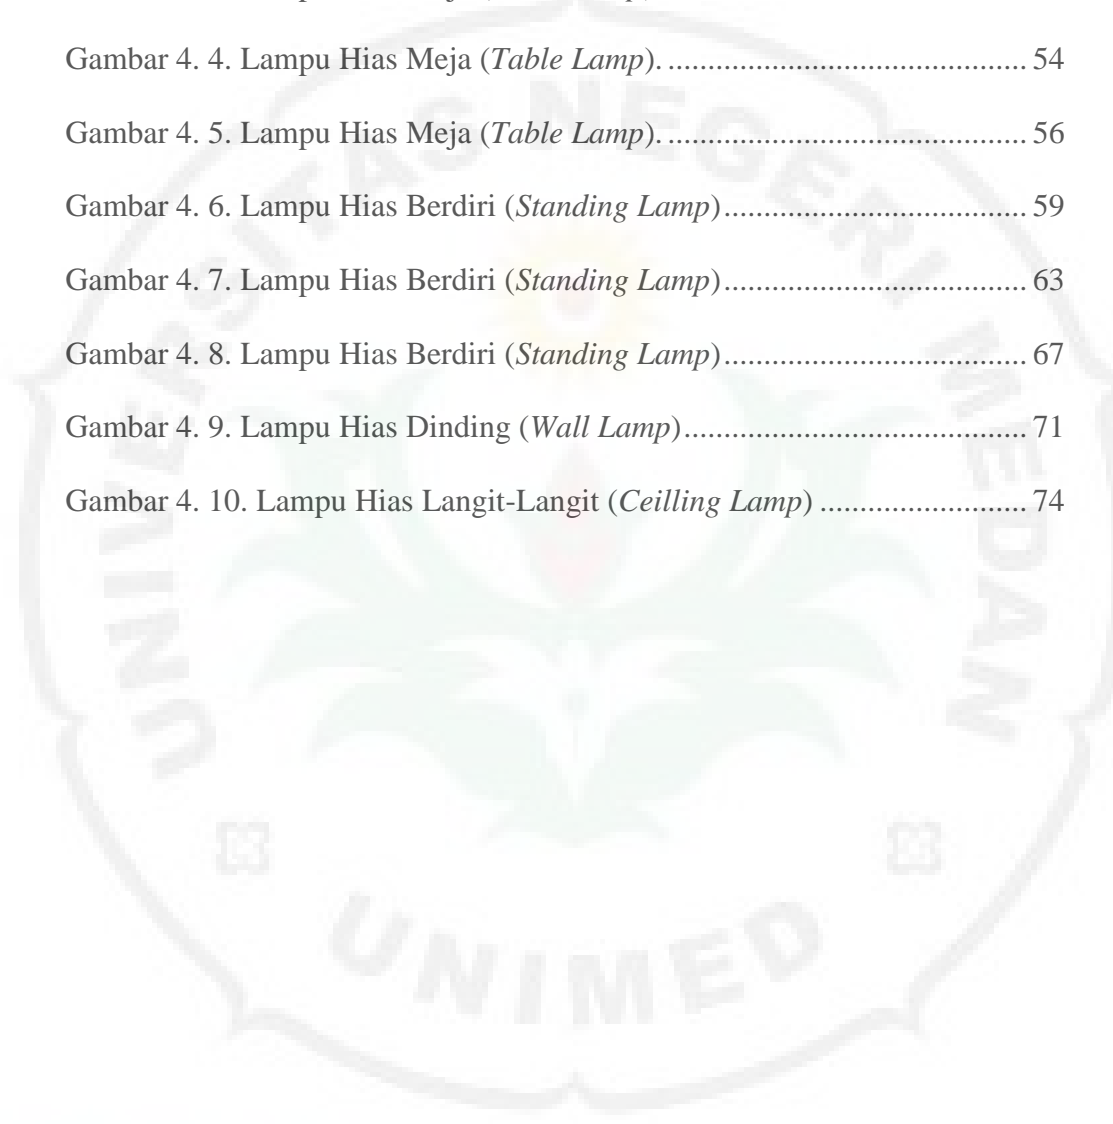 Gambar 4. 4. Lampu Hias Meja (Table Lamp). ............................................. 54
Gambar 4. 5. Lampu Hias Meja (Table Lamp). ............................................. 56
Gambar 4. 6. Lampu Hias Berdiri (Standing Lamp) ...................................... 59
Gambar 4. 7. Lampu Hias Berdiri (Standing Lamp) ...................................... 63
Gambar 4. 8. Lampu Hias Berdiri (Standing Lamp) ...................................... 67
Gambar 4. 9. Lampu Hias Dinding (Wall Lamp) ........................................... 71
Gambar 4. 10. Lampu Hias Langit-Langit (Ceilling Lamp) .......................... 74
UNIVERSITAS NEGERI MEDAN
UNIMED